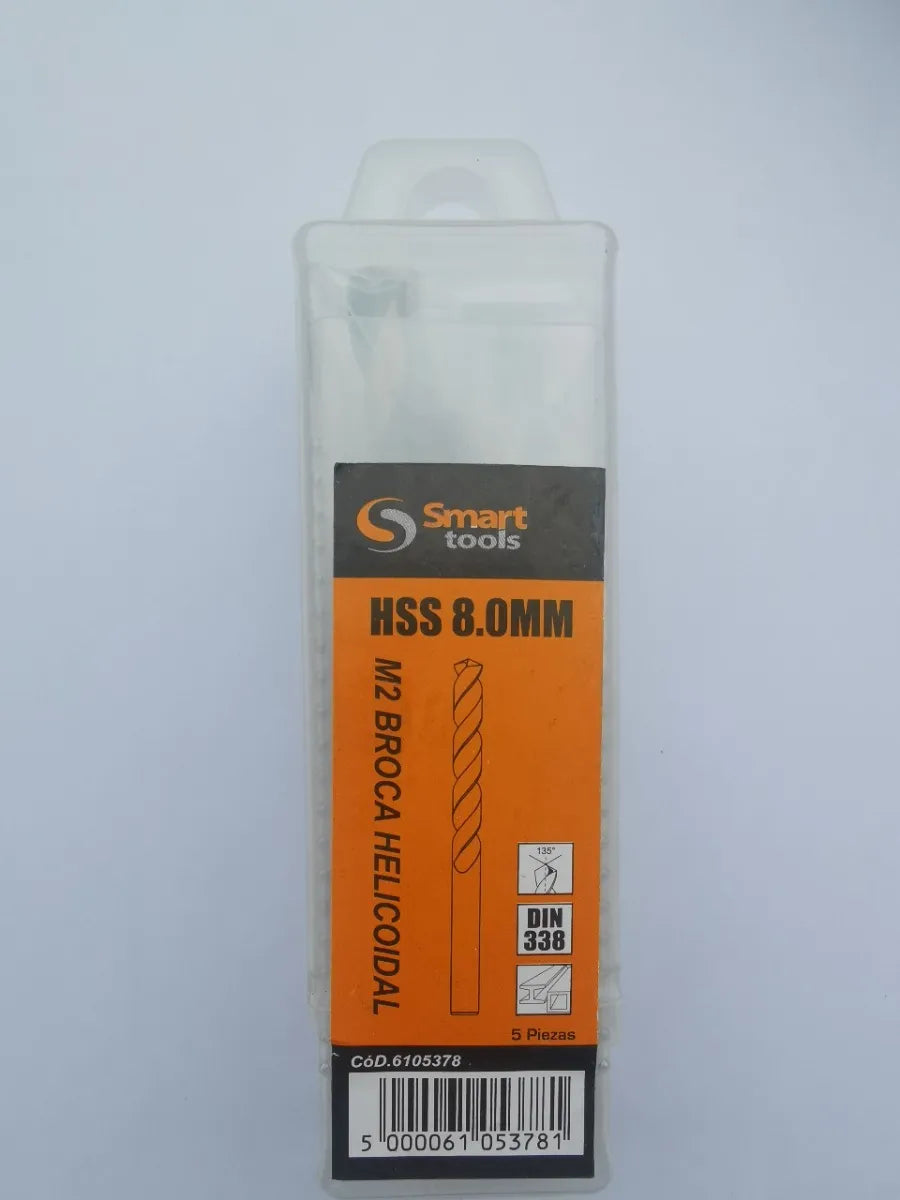 Smart
tools
HSS 8.0MM
M2 BROCA HELICOIDAL
135°
DIN
338
5 Piezas
CóD.6105378
5 000061 053781